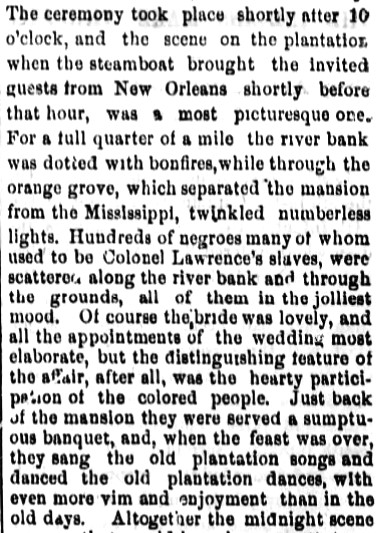 The ceremony took place shortly after 10
o'clock, and the scene on the plantation
when the steamboat brought the invited
guests from New Orleans shortly before
that hour, was a most picturesque one.
For a full quarter of a mile the river bank
was dotted with bonfires, while through the
orange grove, which separated the mansion
from the Mississippi, twinkled numberless
lights. Hundreds of negroes many of whom
used to be Colonel Lawrence's slaves, were
scattered along the river bank and through
the grounds, all of them in the jolliest
mood. Of course the bride was lovely, and
all the appointments of the wedding most
elaborate, but the distinguishing feature of
the affair, after all, was the hearty partici-
pation of the colored people. Just back
of the mansion they were served a sumptu-
ous banquet, and, when the feast was over,
they sang the old plantation songs and
danced the old plantation dances, with
even more vim and enjoyment than in the
old days. Altogether the midnight scene